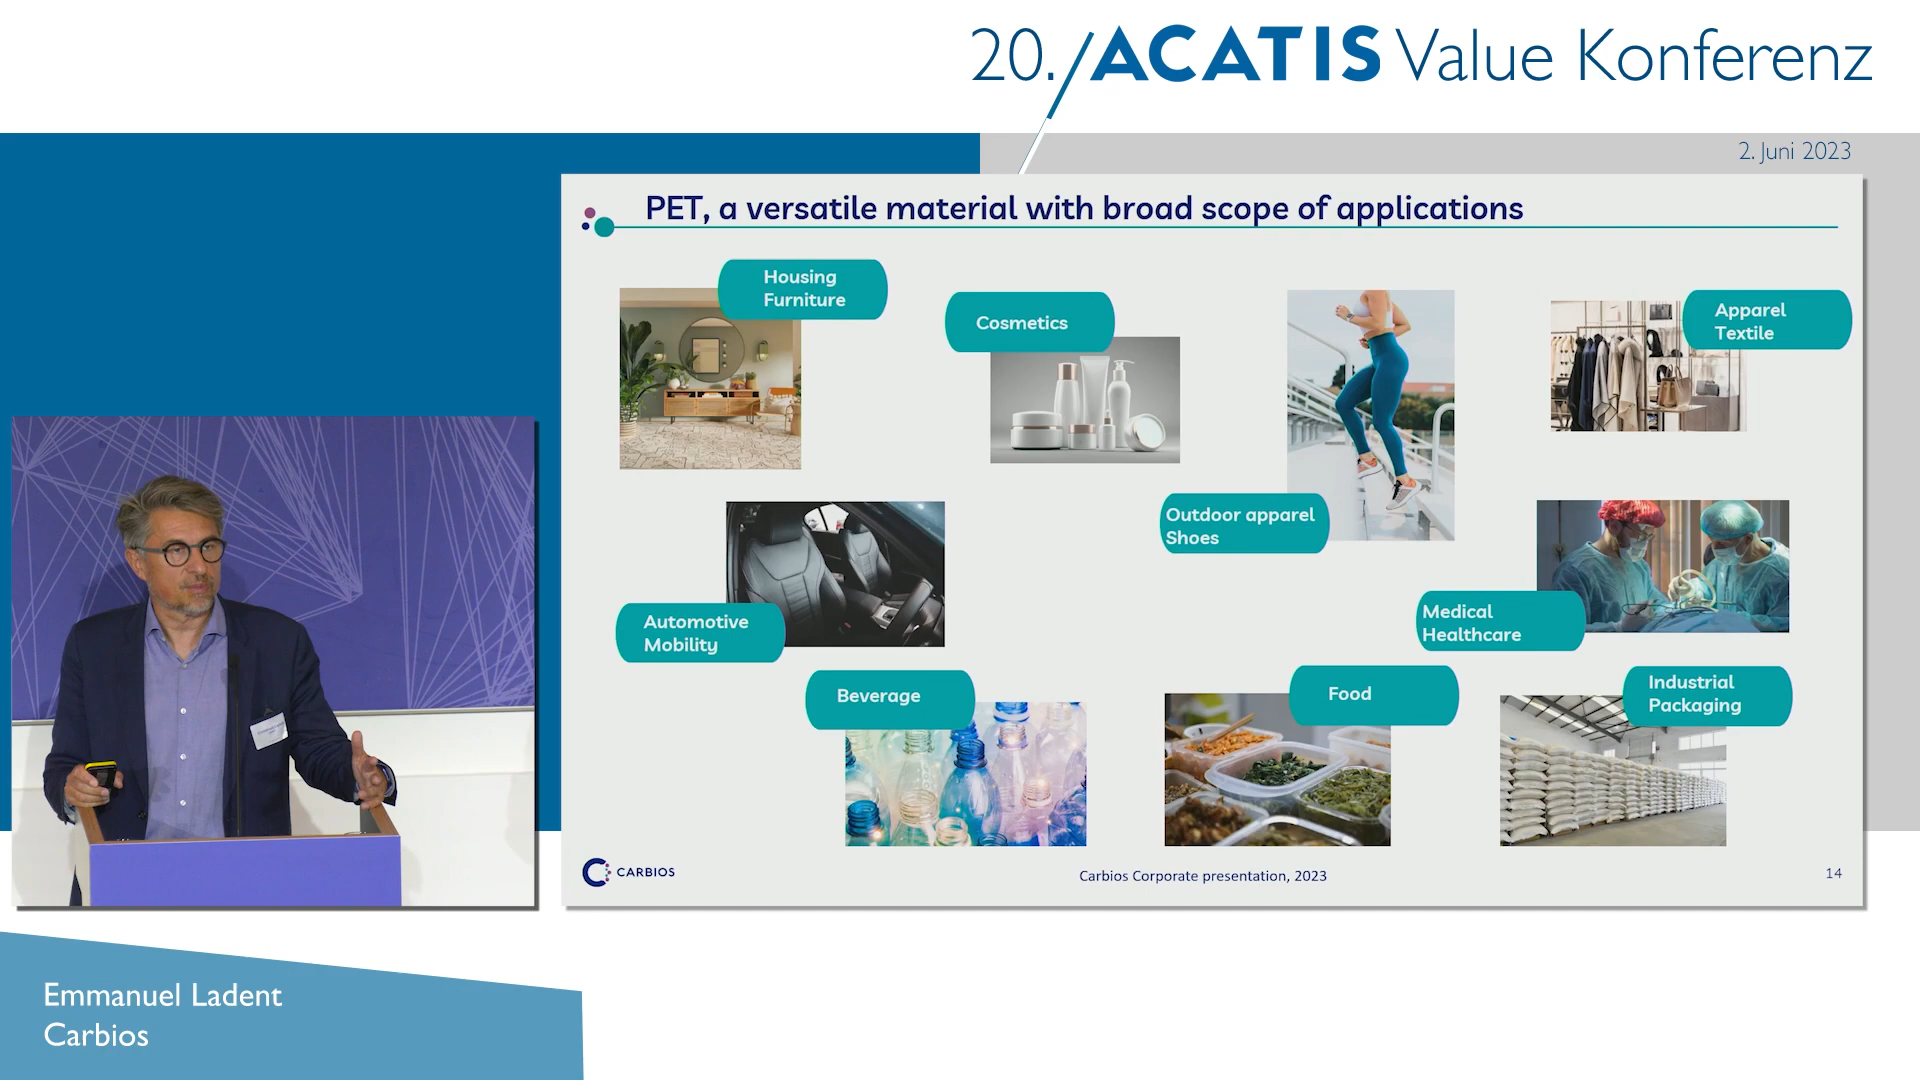 20. ACATIS Value Konferenz
2. Juni 2023
PET, a versatile material with broad scope of applications
Housing
Furniture
Cosmetics
Apparel
Textile
Outdoor apparel
Shoes
Automotive
Mobility
Medical
Healthcare
Beverage
Food
Industrial
Packaging
CARBIOS
Carbios Corporate presentation, 2023
14
Emmanuel Ladent
Carbios